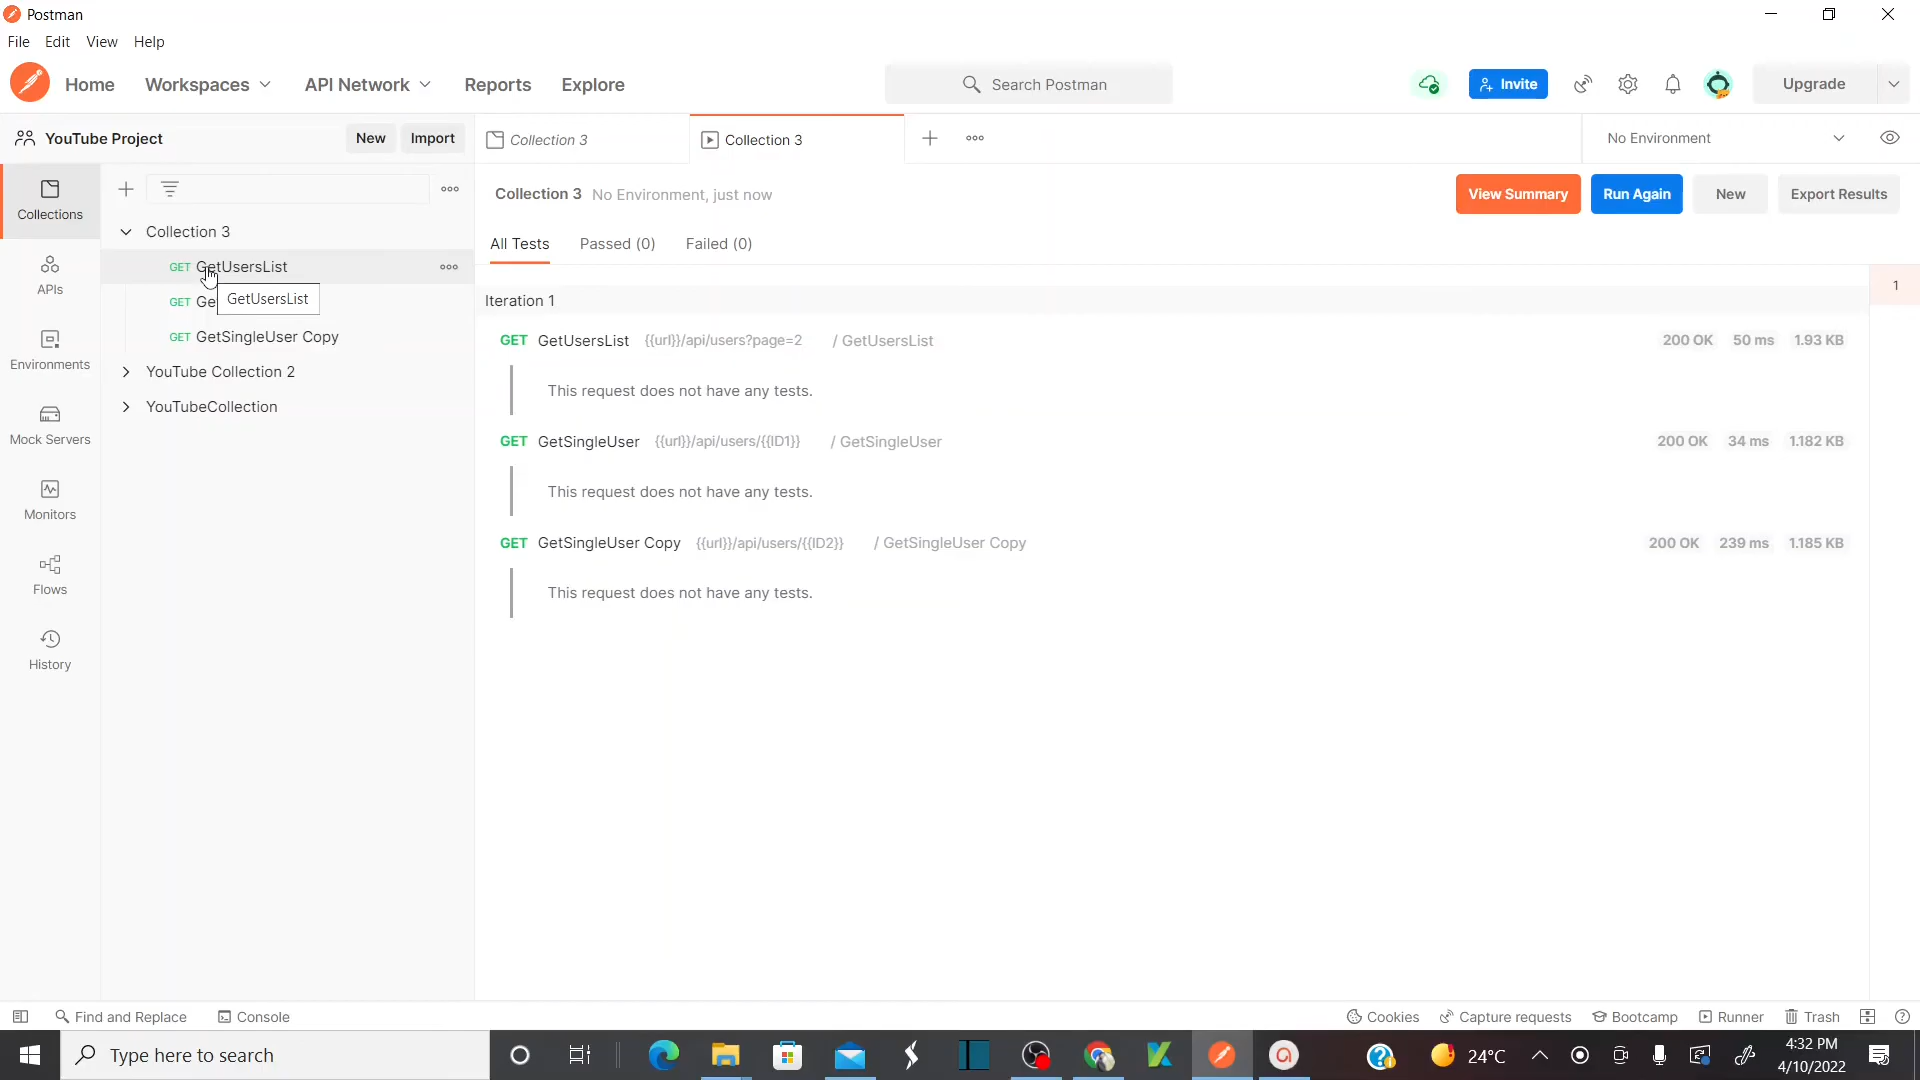 Postman
File Edit View Help
Home Workspaces API Network Reports Explore Search Postman Invite Upgrade
YouTube Project New Import Collection 3 Collection 3 No Environment
Collections
APIs
Environments
Mock Servers
Monitors
Flows
History
Collection 3
GET GetUsersList
GET Ge
GetUsersList
GET GetSingleUser Copy
YouTube Collection 2
YouTubeCollection
Collection 3 No Environment, just now View Summary Run Again New Export Results
All Tests Passed (0) Failed (0)
Iteration 1
1
GET GetUsersList {{url}}/api/users?page=2 / GetUsersList 200 OK 50 ms 1.93 KB
This request does not have any tests.
GET GetSingleUser {{url}}/api/users/{{ID1}} / GetSingleUser 200 OK 34 ms 1.182 KB
This request does not have any tests.
GET GetSingleUser Copy {{url}}/api/users/{{ID2}} / GetSingleUser Copy 200 OK 239 ms 1.185 KB
This request does not have any tests.
Find and Replace Console Cookies Capture requests Bootcamp Runner Trash
Type here to search 24°C 4:32 PM
4/10/2022